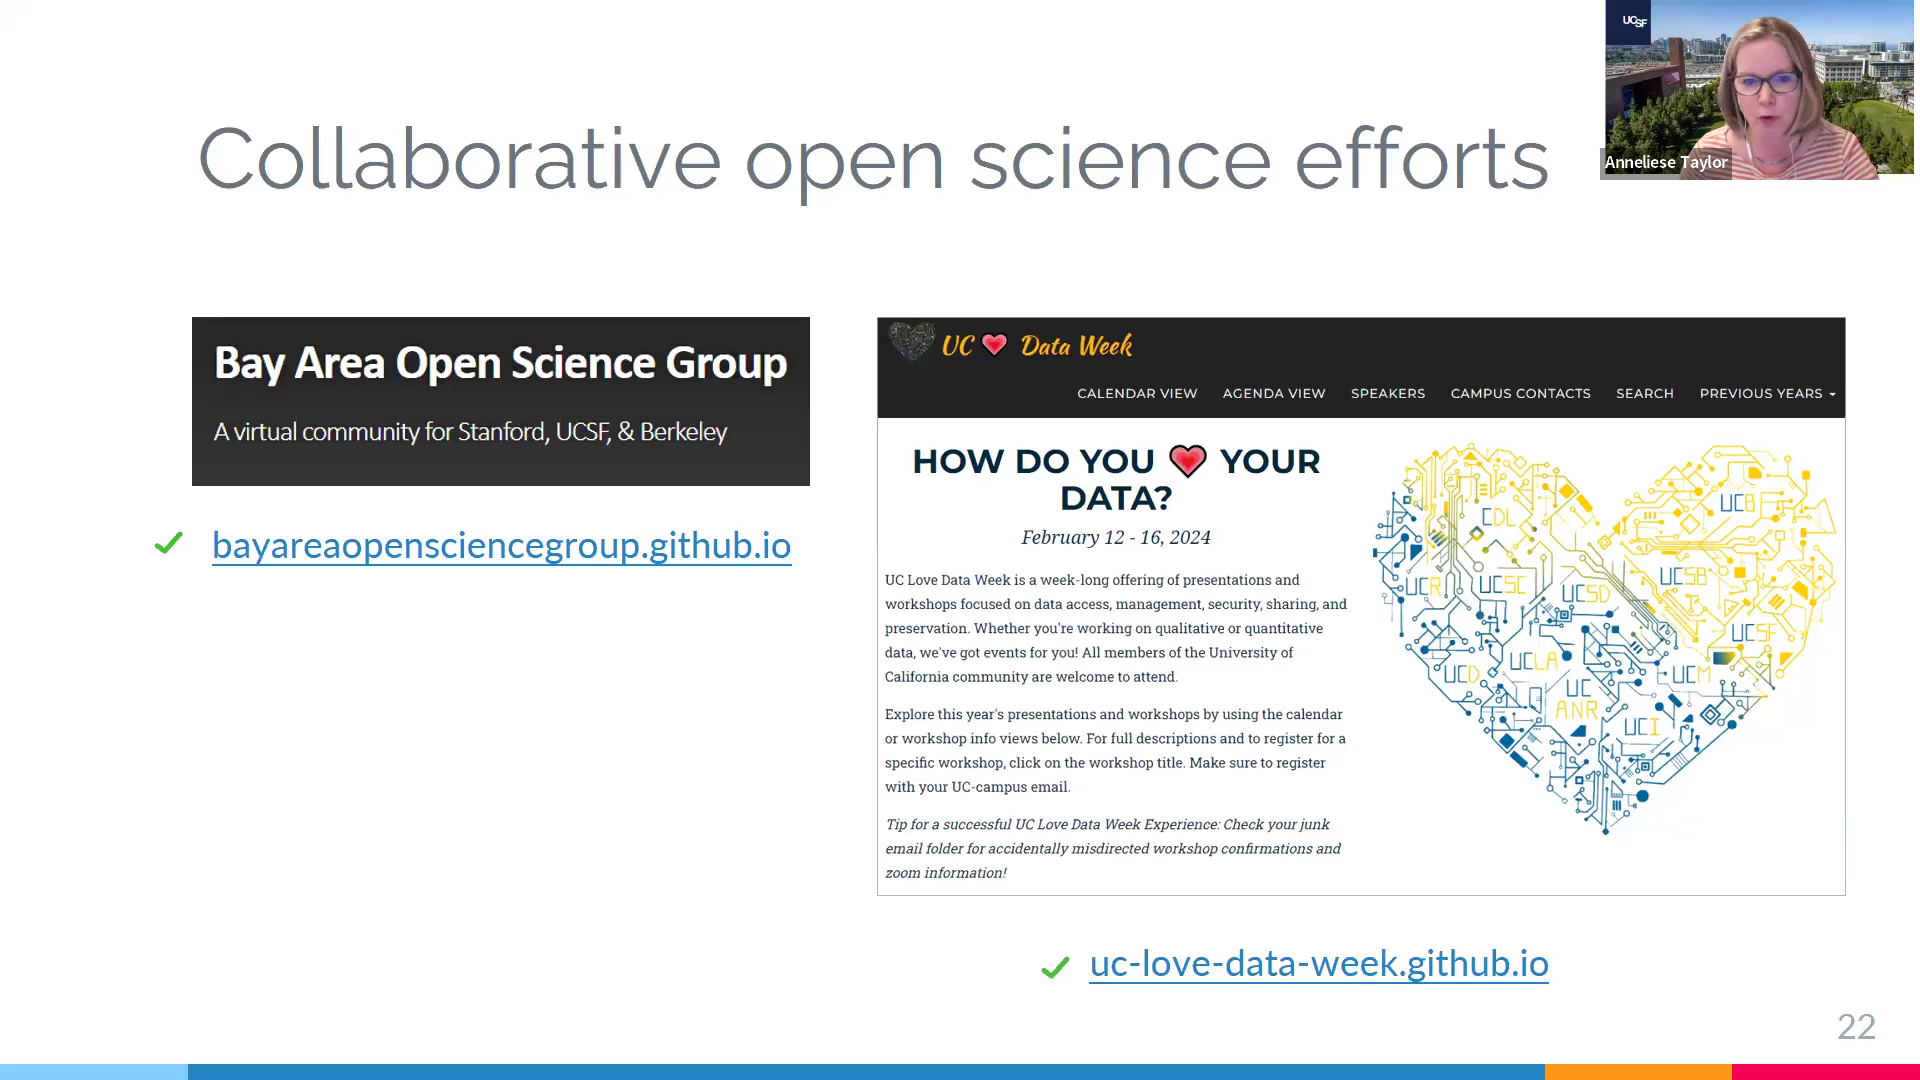 UCSF
Anneliese Taylor
Collaborative open science efforts
Bay Area Open Science Group
A virtual community for Stanford, UCSF, & Berkeley
bayareaopensciencegroup.github.io
UC ❤ Data Week
CALENDAR VIEW AGENDA VIEW SPEAKERS CAMPUS CONTACTS SEARCH PREVIOUS YEARS
HOW DO YOU ❤ YOUR
DATA?
February 12 - 16, 2024
UC Love Data Week is a week-long offering of presentations and
workshops focused on data access, management, security, sharing, and
preservation. Whether you're working on qualitative or quantitative
data, we've got events for you! All members of the University of
California community are welcome to attend.
Explore this year's presentations and workshops by using the calendar
or workshop info views below. For full descriptions and to register for a
specific workshop, click on the workshop title. Make sure to register
with your UC-campus email.
Tip for a successful UC Love Data Week Experience: Check your junk
email folder for accidentally misdirected workshop confirmations and
zoom information!
UCB
CDL
UCR UCSC UCSD UCSB
UCSF
UCD UCLA UCM
UC
ANR
UCI
uc-love-data-week.github.io
22